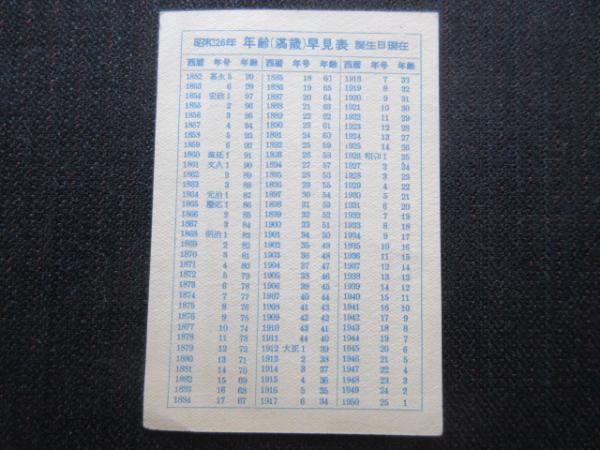 昭和26年 年齢(満歳)早見表 誕生日現在
西暦 年号 年齢 西暦 年号 年齢 西暦 年号 年齢
1852 嘉永5 99 1885 18 66 1918 7 33
1853 6 98 1886 19 65 1919 8 32
1854 安政1 97 1887 20 64 1920 9 31
1855 2 96 1888 21 63 1921 10 30
1856 3 95 1889 22 62 1922 11 29
1857 4 94 1890 23 61 1923 12 28
1858 5 93 1891 24 60 1924 13 27
1859 6 92 1892 25 59 1925 14 26
1860 萬延1 91 1893 26 58 1926 昭和1 25
1861 文久1 90 1894 27 57 1927 2 24
1862 2 89 1895 28 56 1928 3 23
1863 3 88 1896 29 55 1929 4 22
1864 元治1 87 1897 30 54 1930 5 21
1865 慶応1 86 1898 31 53 1931 6 20
1866 2 85 1899 32 52 1932 7 19
1867 3 84 1900 33 51 1933 8 18
1868 明治1 83 1901 34 50 1934 9 17
1869 2 82 1902 35 49 1935 10 16
1870 3 81 1903 36 48 1936 11 15
1871 4 80 1904 37 47 1937 12 14
1872 5 79 1905 38 46 1938 13 13
1873 6 78 1906 39 45 1939 14 12
1874 7 77 1907 40 44 1940 15 11
1875 8 76 1908 41 43 1941 16 10
1876 9 75 1909 42 42 1942 17 9
1877 10 74 1910 43 41 1943 18 8
1878 11 73 1911 44 40 1944 19 7
1879 12 72 1912 大正1 39 1945 20 6
1880 13 71 1913 2 38 1946 21 5
1881 14 70 1914 3 37 1947 22 4
1882 15 69 1915 4 36 1948 23 3
1883 16 68 1916 5 35 1949 24 2
1884 17 67 1917 6 34 1950 25 1